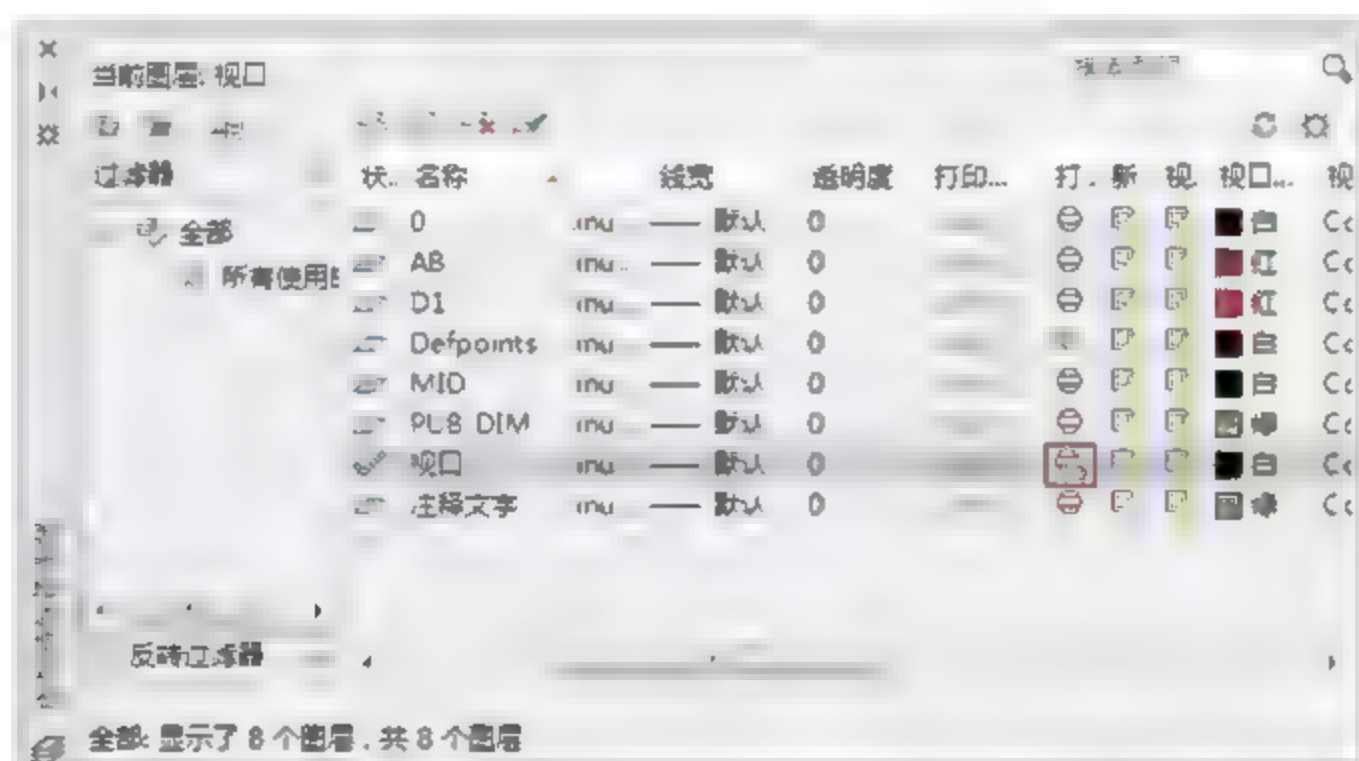 当前图层: 视口
过滤器
全部
所有使用
状.. 名称 线宽 透明度 打印... 打. 新 视. 视口... 视
0 默认 0 白
AB 默认 0 红
D1 默认 0 红
Defpoints 默认 0 白
MID 默认 0 白
PUB DIM 默认 0
视口 默认 0 白
注释文字 默认 0
反转过滤器
全部: 显示了 8 个图层, 共 8 个图层